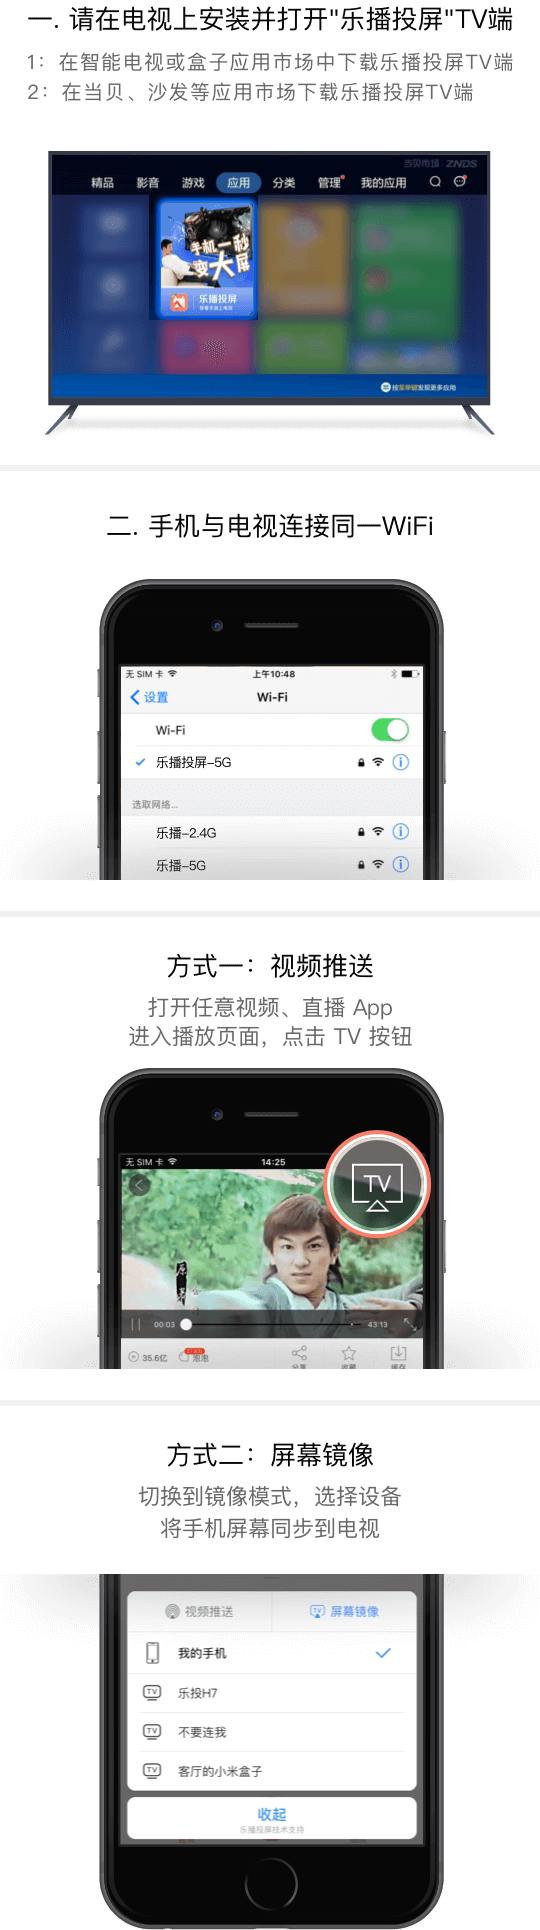 一. 请在电视上安装并打开"乐播投屏"TV端
1：在智能电视或盒子应用市场中下载乐播投屏TV端
2：在当贝、沙发等应用市场下载乐播投屏TV端
当贝市场 | ZNDS
精品 影音 游戏 应用 分类 管理 我的应用
手机一秒
变大屏
乐播投屏
按菜单键发现更多应用
二. 手机与电视连接同一WiFi
无 SIM 卡 上午10:48
设置 Wi-Fi
Wi-Fi
乐播投屏-5G
选取网络...
乐播-2.4G
乐播-5G
方式一：视频推送
打开任意视频、直播 App
进入播放页面，点击 TV 按钮
无 SIM 卡 14:25
TV
00:03 43:13
35.6亿 泡泡 分享 收藏 缓存
方式二：屏幕镜像
切换到镜像模式，选择设备
将手机屏幕同步到电视
视频推送 TV 屏幕镜像
我的手机
TV 乐投H7
TV 不要连我
TV 客厅的小米盒子
收起
乐播投屏技术支持